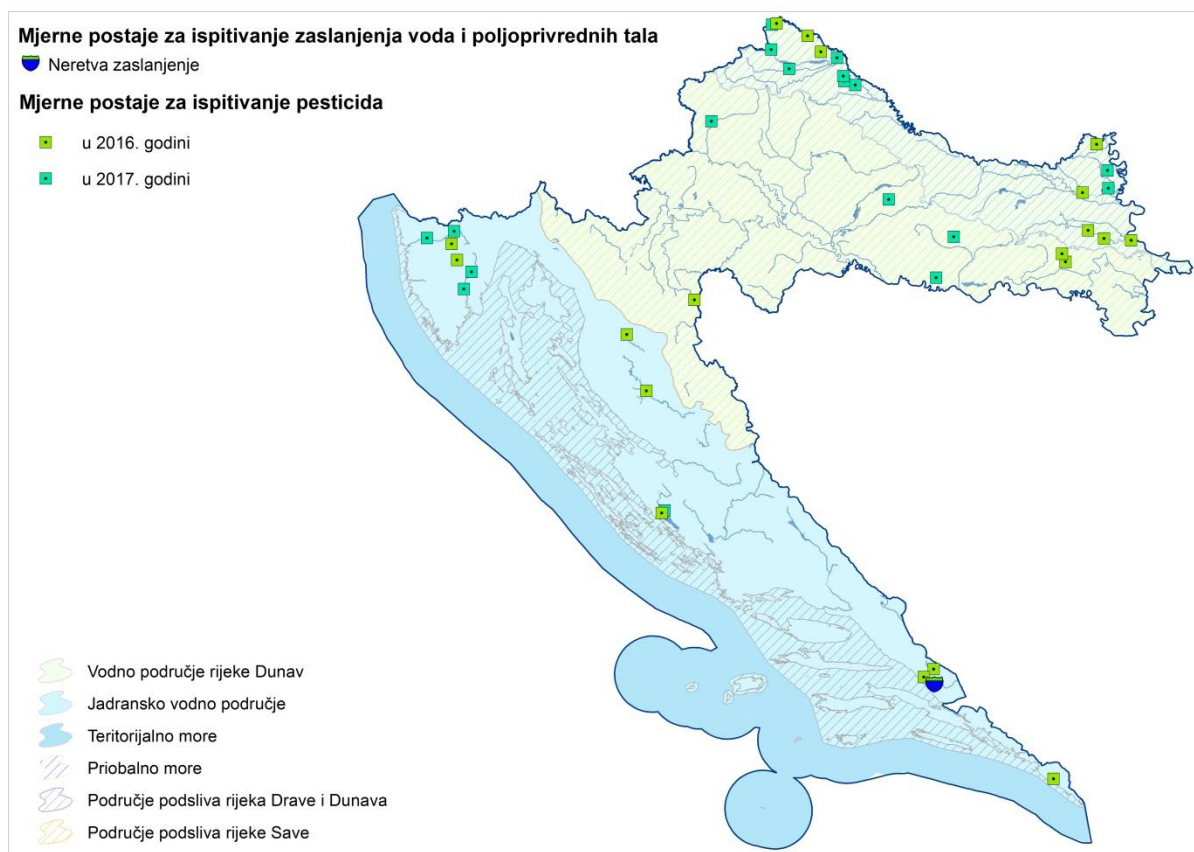 Mjerne postaje za ispitivanje zaslanjenja voda i poljoprivrednih tala
Neretva zaslanjenje
Mjerne postaje za ispitivanje pesticida
u 2016. godini
u 2017. godini
Vodno područje rijeke Dunav
Jadransko vodno područje
Teritorijalno more
Priobalno more
Područje podsliva rijeka Drave i Dunava
Područje podsliva rijeke Save